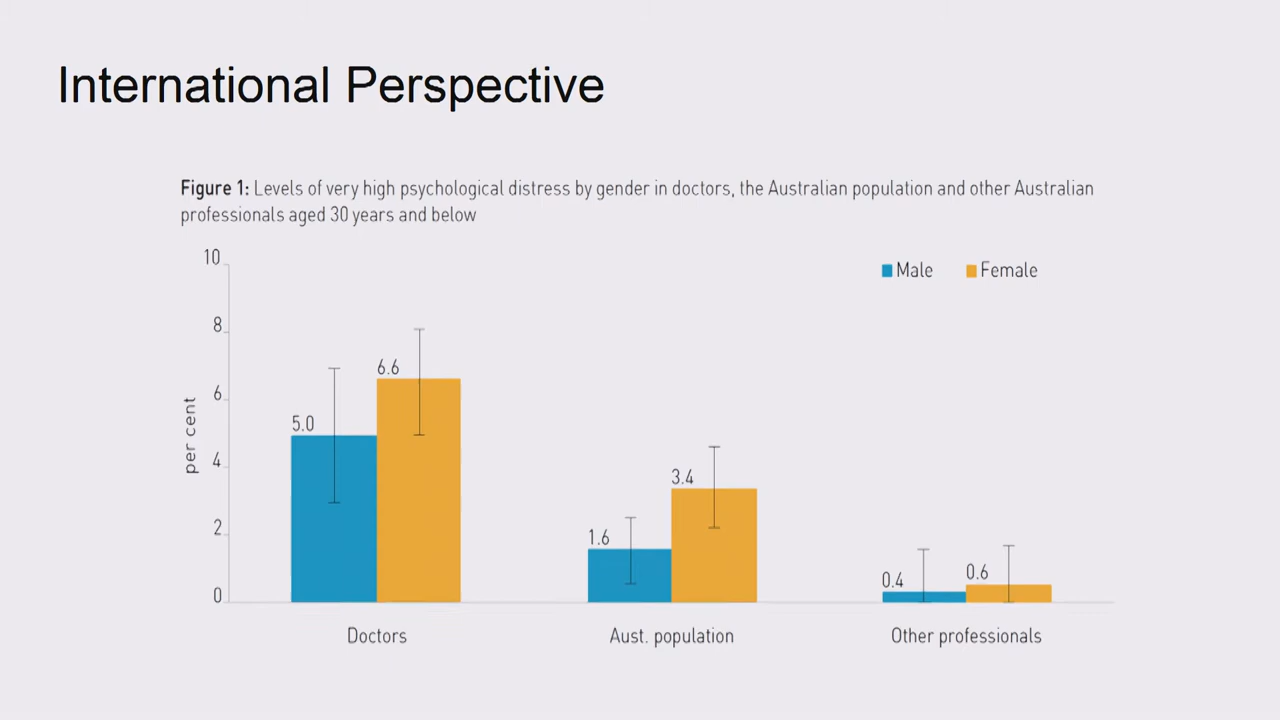 International Perspective
Figure 1: Levels of very high psychological distress by gender in doctors, the Australian population and other Australian
professionals aged 30 years and below
10
8
6
4
2
0
per cent
Male
Female
5.0
6.6
1.6
3.4
0.4
0.6
Doctors
Aust. population
Other professionals